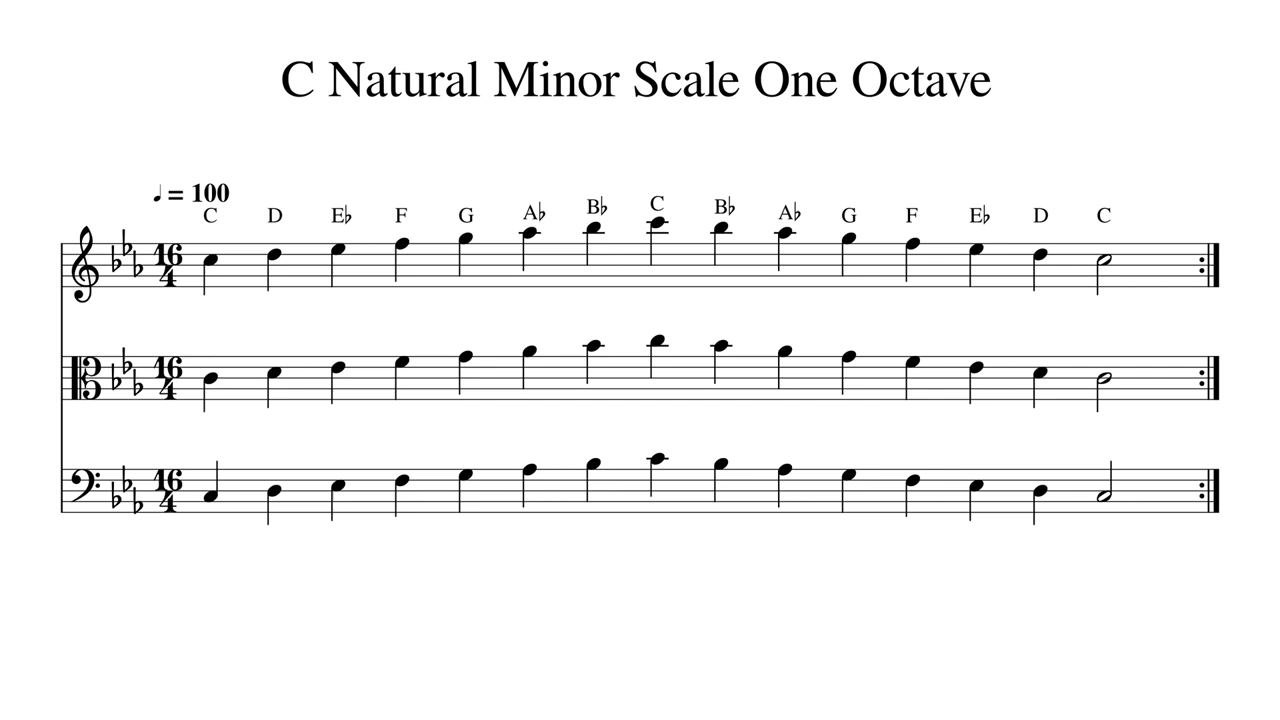 C Natural Minor Scale One Octave
♩ = 100
C D E♭ F G A♭ B♭ C B♭ A♭ G F E♭ D C
16
4
16
4
16
4